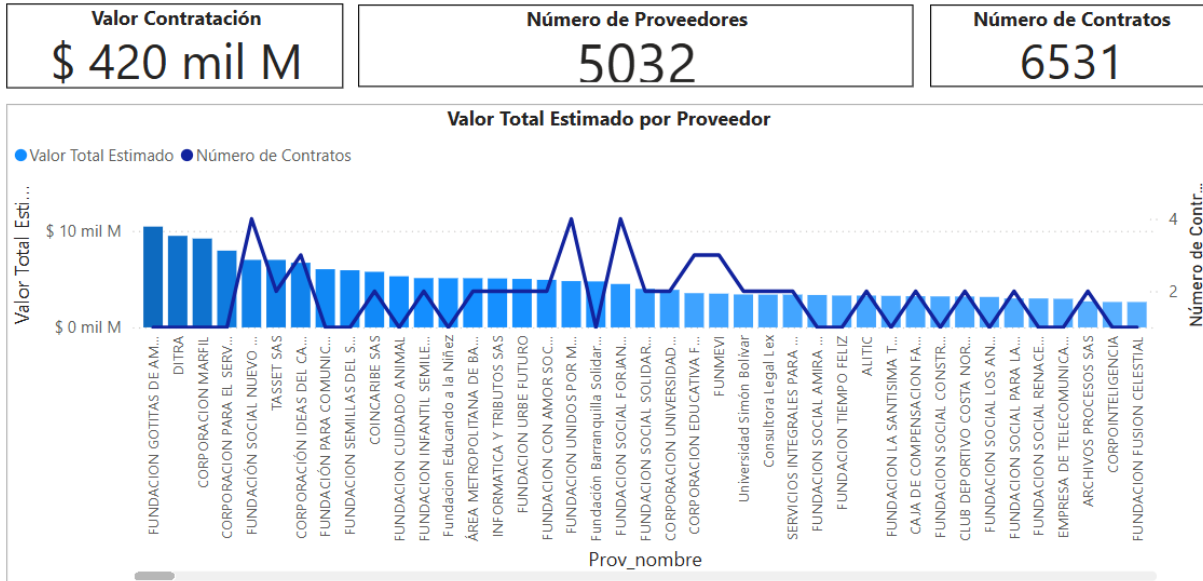 Valor Contratación
$ 420 mil M
Número de Proveedores
5032
Número de Contratos
6531
Valor Total Estimado por Proveedor
Valor Total Estimado
Número de Contratos
Valor Total Esti...
$ 10 mil M
$ 0 mil M
4
2
Número de Contr...
FUNDACION GOTITAS DE AM...
DITRA
CORPORACION MARFIL
CORPORACION PARA EL SERV...
FUNDACIÓN SOCIAL NUEVO ...
TASSET SAS
CORPORACIÓN IDEAS DEL CA...
FUNDACIÓN PARA COMUNIC...
FUNDACION SEMILLAS DEL S...
COINCARIBE SAS
FUNDACION CUIDADO ANIMAL
FUNDACION INFANTIL SEMILE...
Fundacion Educando a la Niñez
ÁREA METROPOLITANA DE BA...
INFORMATICA Y TRIBUTOS SAS
FUNDACION URBE FUTURO
FUNDACION CON AMOR SOC...
FUNDACION UNIDOS POR M...
Fundación Barranquilla Solidar...
FUNDACION SOCIAL FORJAN...
FUNDACION SOCIAL SOLIDAR...
CORPORACION UNIVERSIDAD...
CORPORACION EDUCATIVA F...
FUNMEVI
Universidad Simón Bolívar
Consultora Legal Lex
SERVICIOS INTEGRALES PARA ...
FUNDACION SOCIAL AMIRA ...
FUNDACION TIEMPO FELIZ
ALITIC
FUNDACION LA SANTISIMA T...
CAJA DE COMPENSACION FA...
FUNDACION SOCIAL CONSTR...
CLUB DEPORTIVO COSTA NOR...
FUNDACION SOCIAL LOS AN...
FUNDACION SOCIAL PARA LA...
FUNDACION SOCIAL RENACE...
EMPRESA DE TELECOMUNICA...
ARCHIVOS PROCESOS SAS
CORPOINTELIGENCIA
FUNDACION FUSION CELESTIAL
Prov_nombre